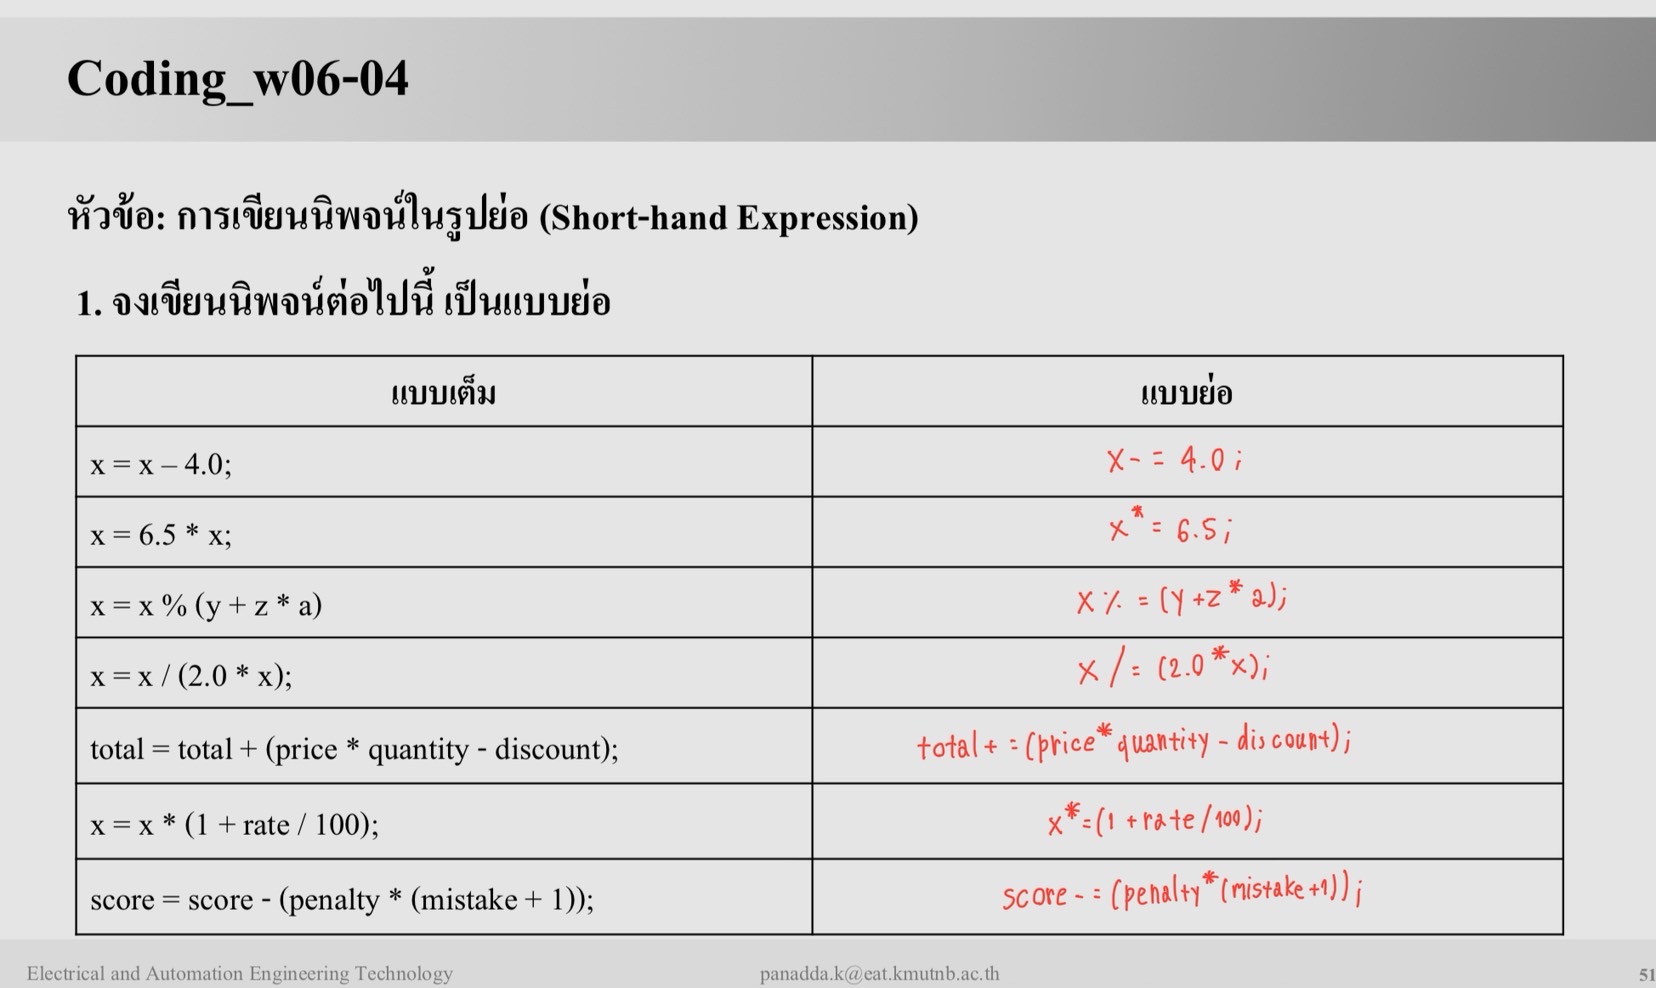 Coding_w06-04
หัวข้อ: การเขียนนิพจน์ในรูปย่อ (Short-hand Expression)
1. จงเขียนนิพจน์ต่อไปนี้ เป็นแบบย่อ
แบบเต็ม แบบย่อ
x = x – 4.0; x- = 4.0;
x = 6.5 * x; x* = 6.5;
x = x % (y + z * a) x % = (y+z * a);
x = x / (2.0 * x); x /= (2.0 * x);
total = total + (price * quantity - discount); total + = (price * quantity - discount);
x = x * (1 + rate / 100); x*=(1 + rate / 100);
score = score - (penalty * (mistake + 1)); score - = (penalty * (mistake +1));
Electrical and Automation Engineering Technology panadda.k@eat.kmutnb.ac.th 51